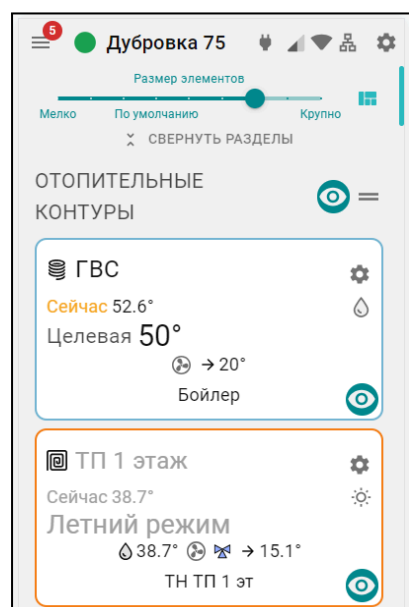 5
Дубровка 75
Размер элементов
Мелко По умолчанию Крупно
СВЕРНУТЬ РАЗДЕЛЫ
ОТОПИТЕЛЬНЫЕ
КОНТУРЫ
ГВС
Сейчас 52.6°
Целевая 50°
→ 20°
Бойлер
ТП 1 этаж
Сейчас 38.7°
Летний режим
38.7° → 15.1°
ТН ТП 1 эт